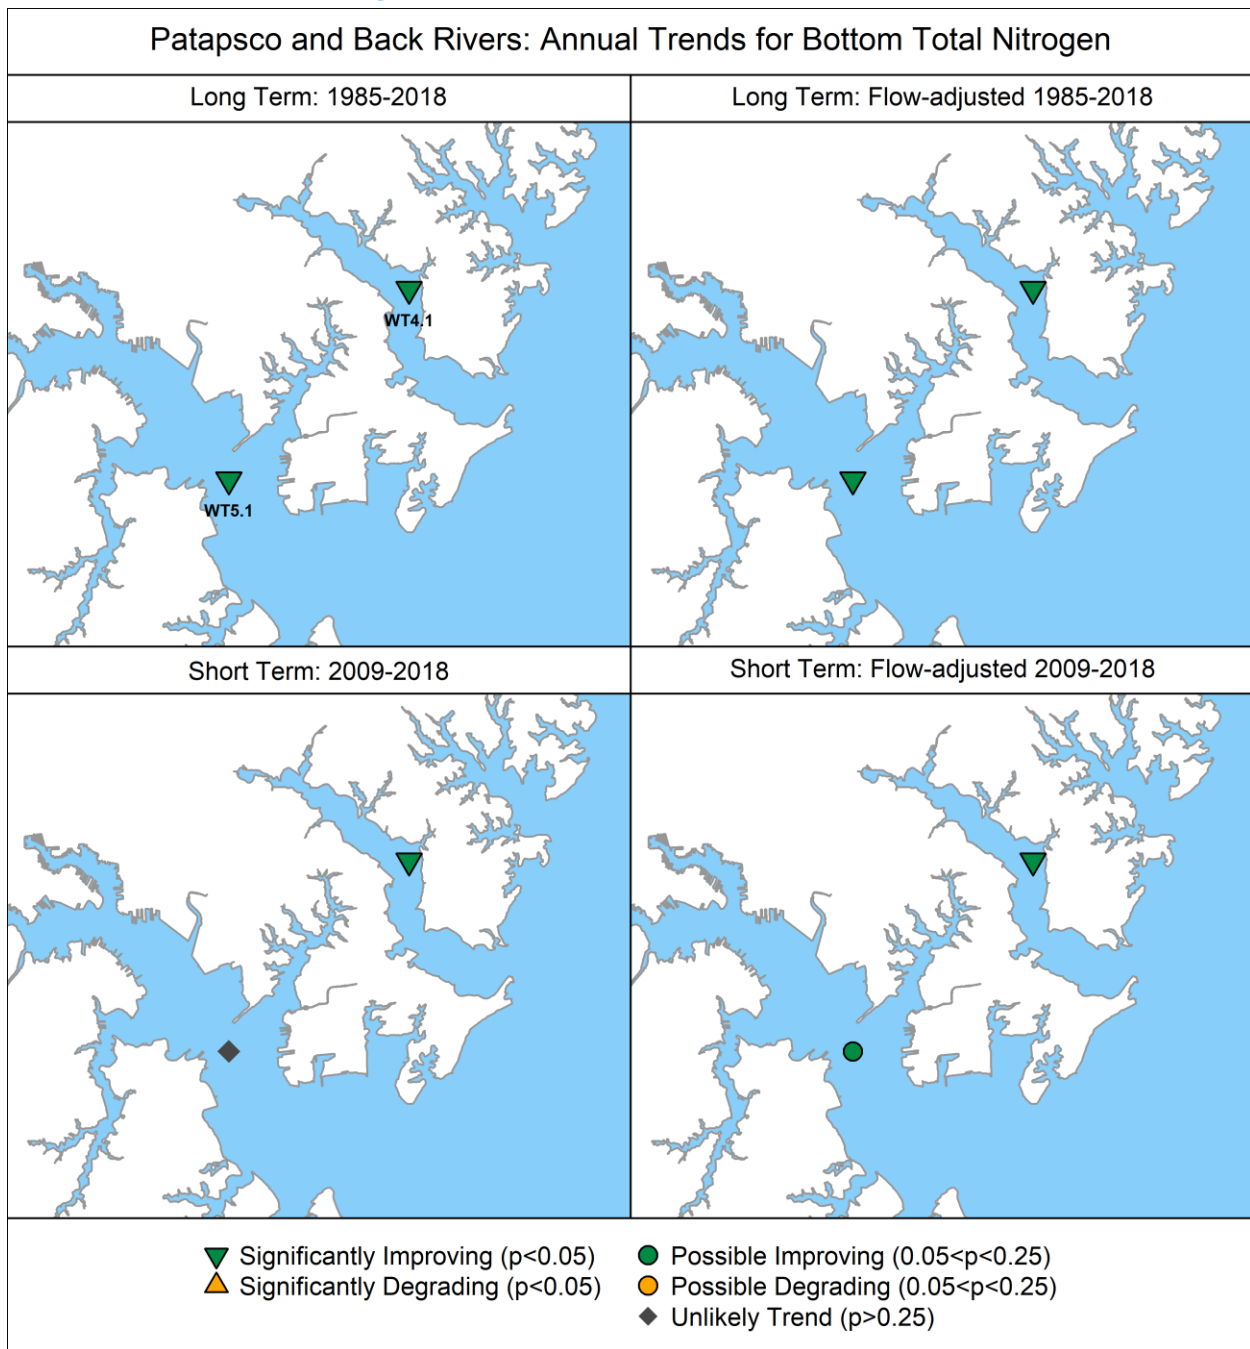 Patapsco and Back Rivers: Annual Trends for Bottom Total Nitrogen
Long Term: 1985-2018
Long Term: Flow-adjusted 1985-2018
WT4.1
WT5.1
Short Term: 2009-2018
Short Term: Flow-adjusted 2009-2018
Significantly Improving (p<0.05)
Significantly Degrading (p<0.05)
Possible Improving (0.05<p<0.25)
Possible Degrading (0.05<p<0.25)
Unlikely Trend (p>0.25)